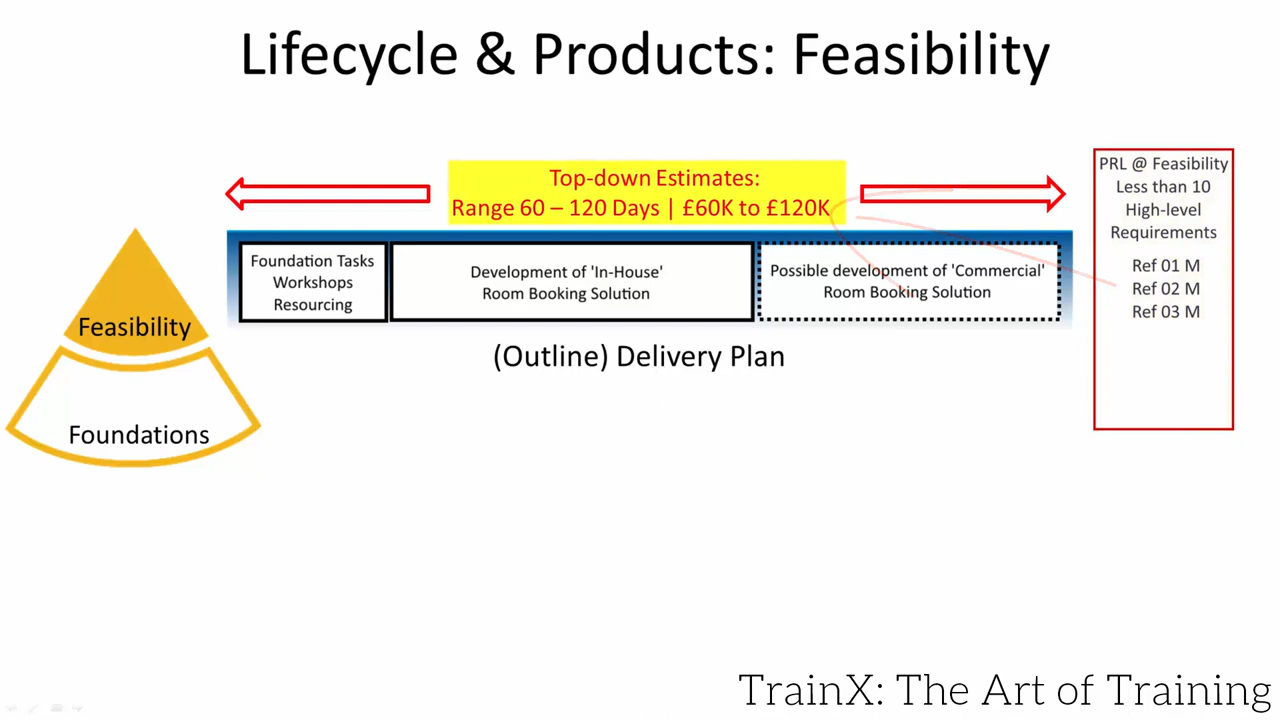 Lifecycle & Products: Feasibility
Top-down Estimates:
Range 60 – 120 Days | £60K to £120K
PRL @ Feasibility
Less than 10
High-level
Requirements
Ref 01 M
Ref 02 M
Ref 03 M
Foundation Tasks
Workshops
Resourcing
Development of 'In-House'
Room Booking Solution
Possible development of 'Commercial'
Room Booking Solution
(Outline) Delivery Plan
Feasibility
Foundations
TrainX: The Art of Training